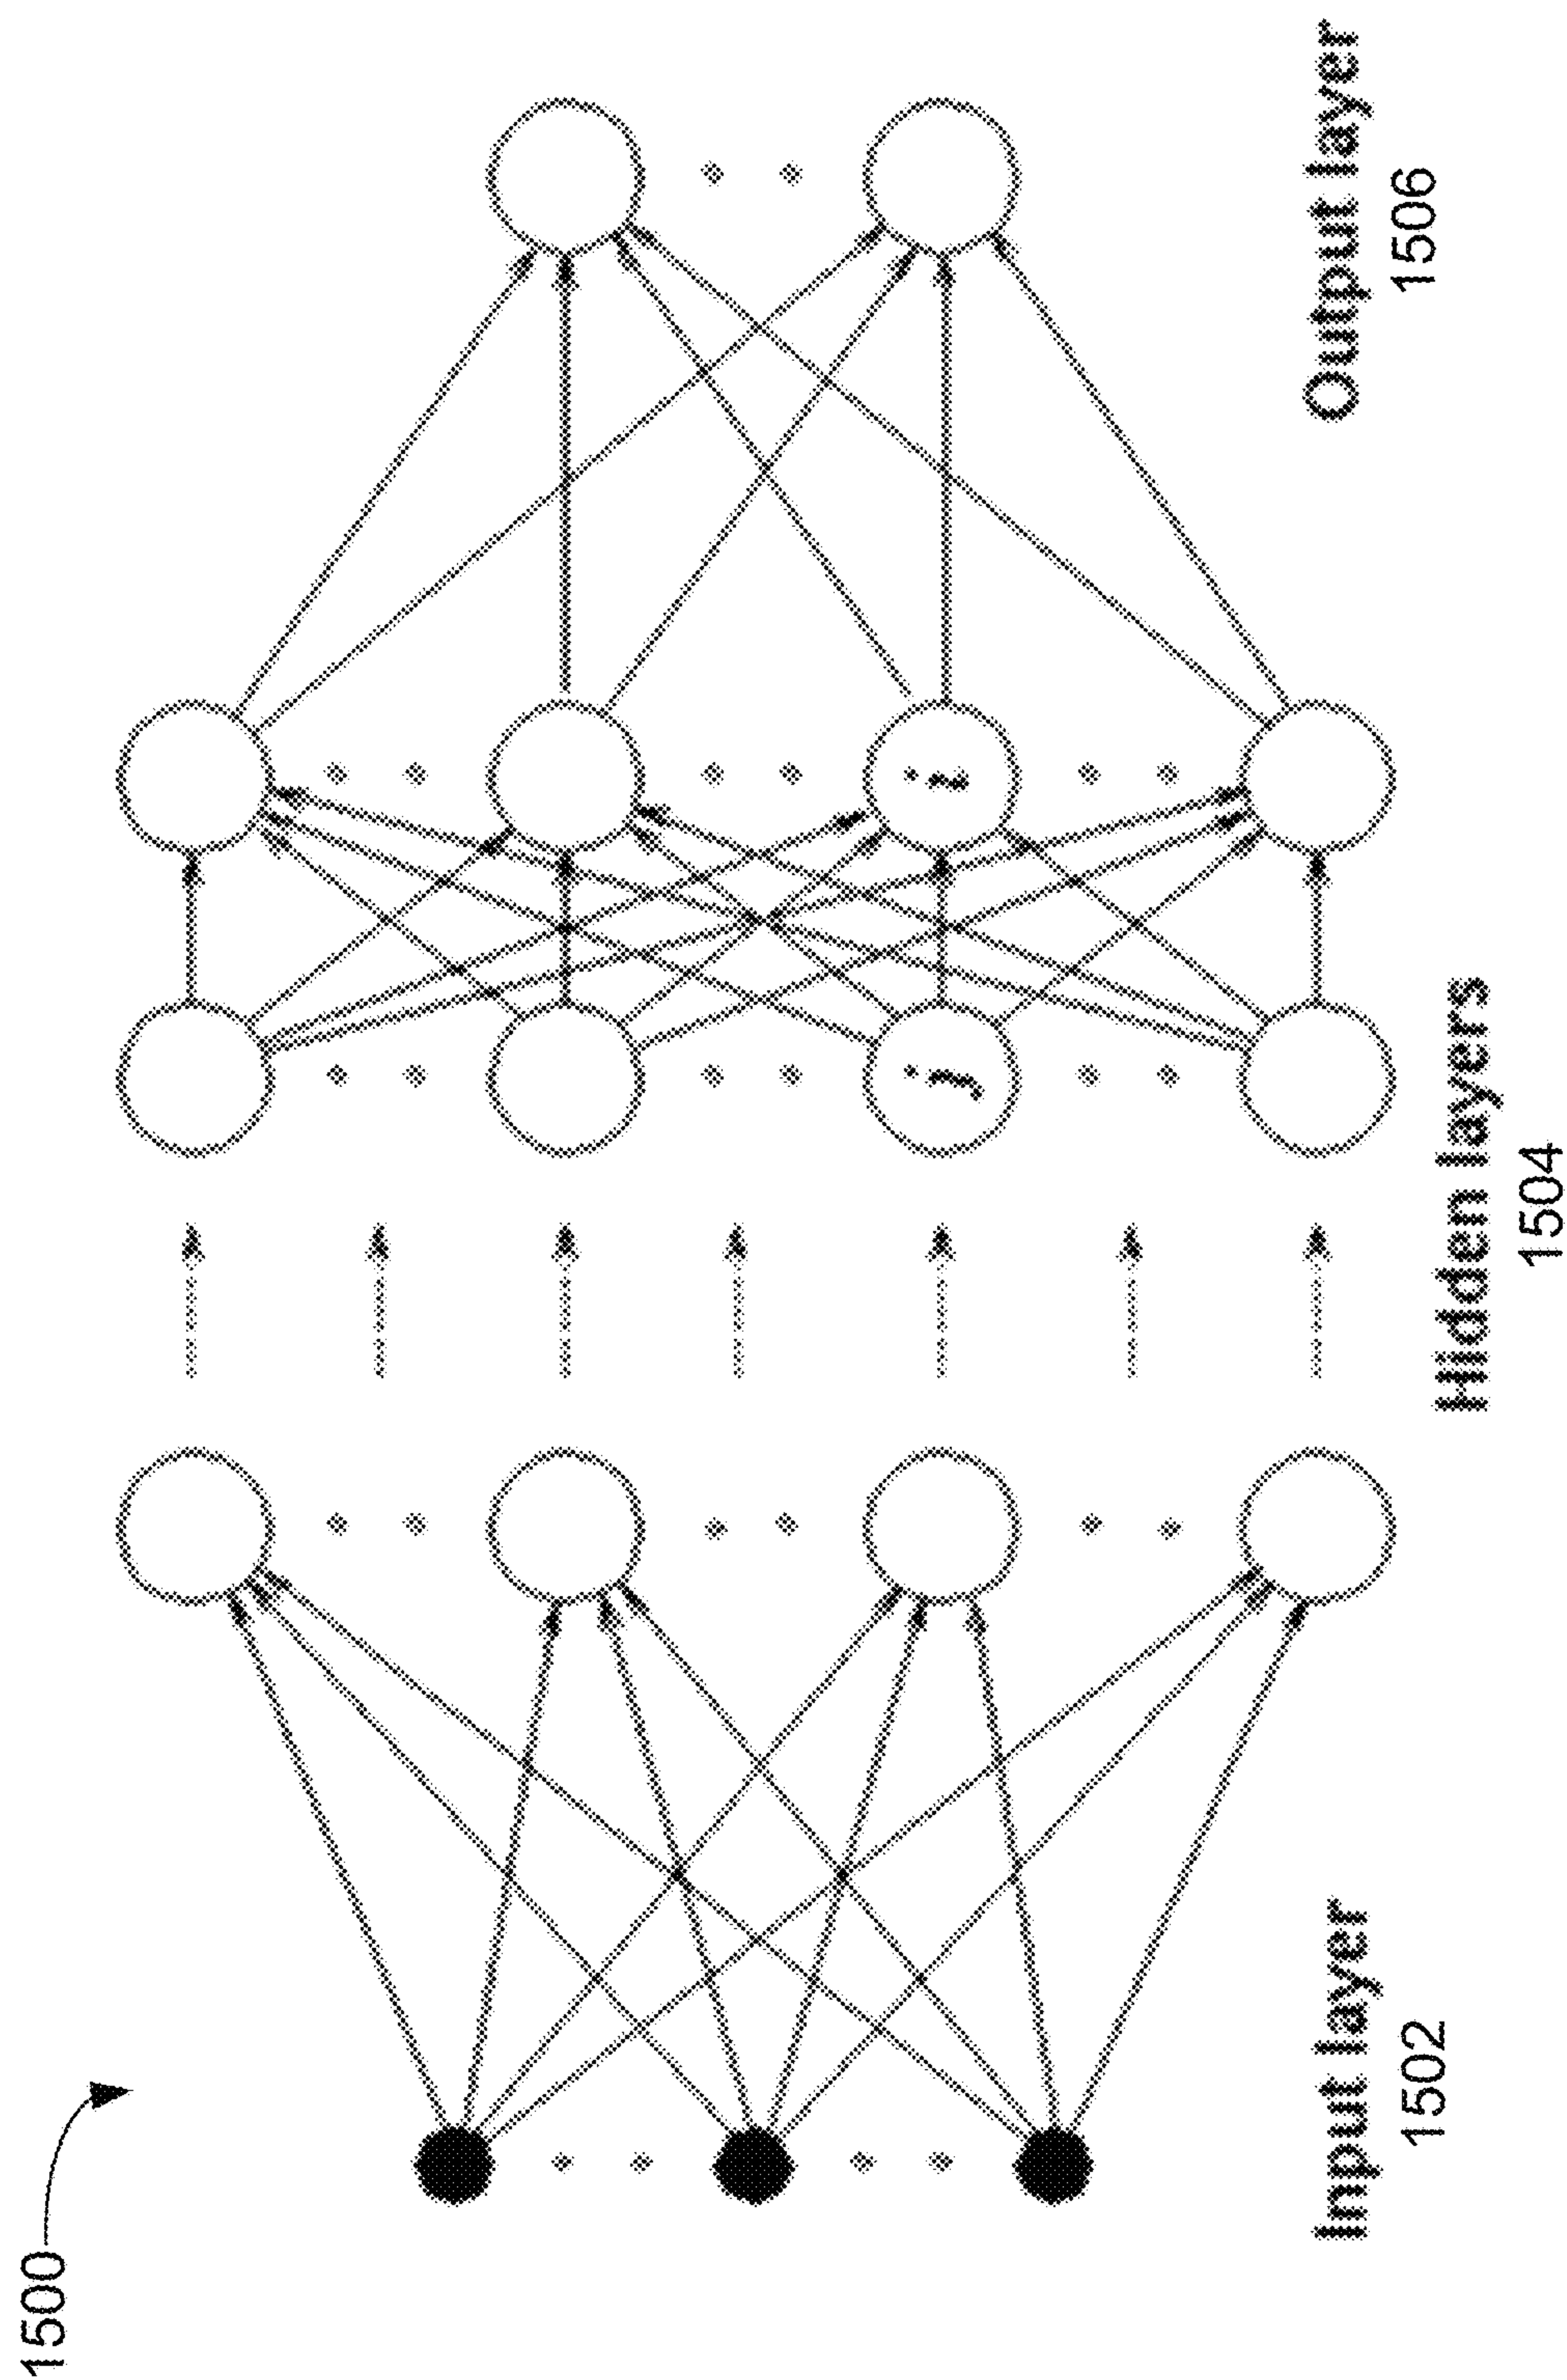 1500
i
j
Input layer
1502
Hidden layers
1504
Output layer
1506